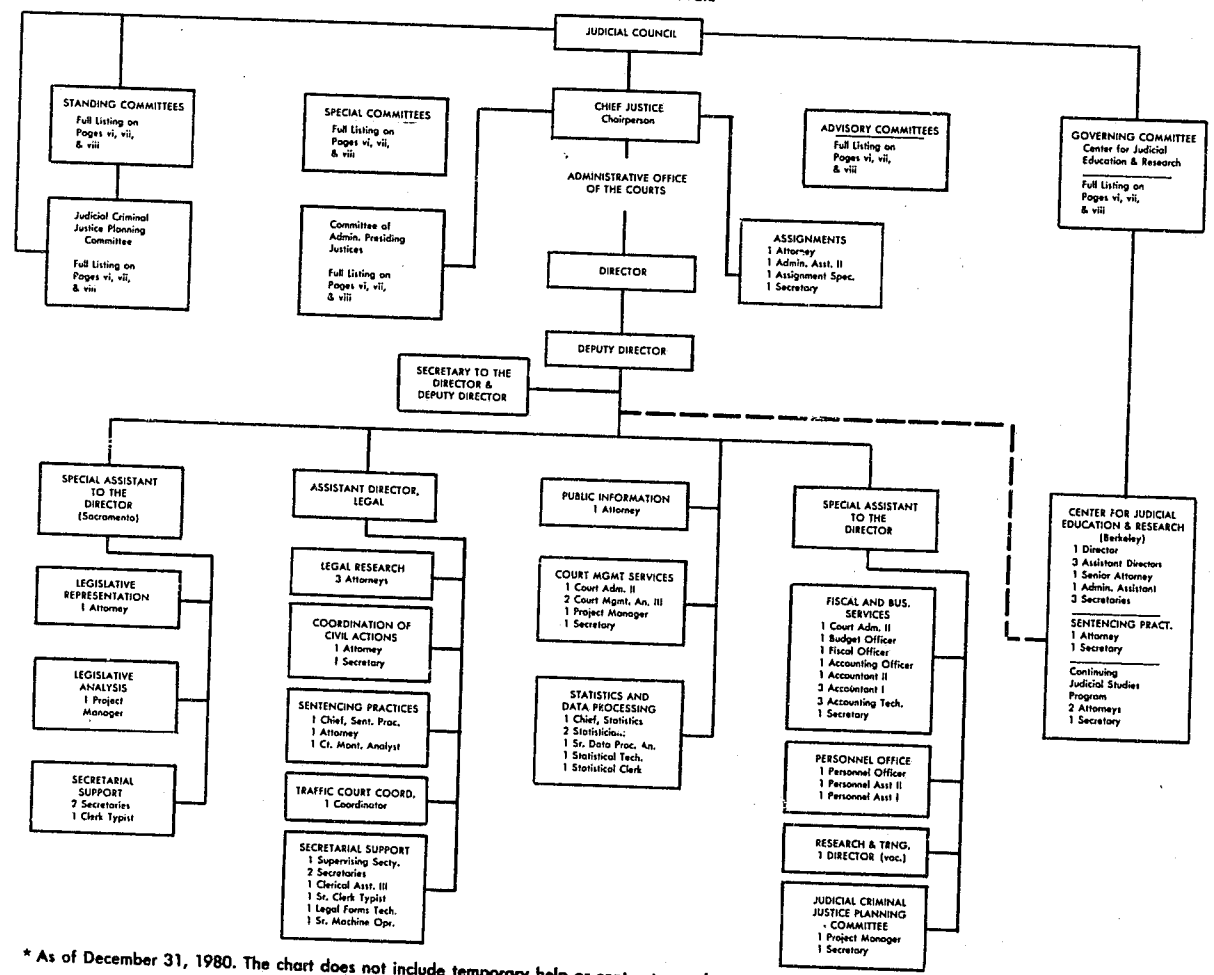 JUDICIAL COUNCIL
STANDING COMMITTEES
Full Listing on
Pages vi, vii,
& viii
SPECIAL COMMITTEES
Full Listing on
Pages vi, vii,
& viii
CHIEF JUSTICE
Chairperson
ADVISORY COMMITTEES
Full Listing on
Pages vi, vii,
& viii
GOVERNING COMMITTEE
Center for Judicial
Education & Research
Full Listing on
Pages vi, vii,
& viii
ADMINISTRATIVE OFFICE
OF THE COURTS
Judicial Criminal
Justice Planning
Committee
Full Listing on
Pages vi, vii,
& viii
Committee of
Admin. Presiding
Justices
Full Listing on
Pages vi, vii,
& viii
ASSIGNMENTS
1 Attorney
1 Admin. Asst. II
1 Assignment Spec.
1 Secretary
DIRECTOR
DEPUTY DIRECTOR
SECRETARY TO THE
DIRECTOR &
DEPUTY DIRECTOR
SPECIAL ASSISTANT
TO THE
DIRECTOR
(Sacramento)
LEGISLATIVE
REPRESENTATION
1 Attorney
LEGISLATIVE
ANALYSIS
1 Project
Manager
SECRETARIAL
SUPPORT
2 Secretaries
1 Clerk Typist
ASSISTANT DIRECTOR,
LEGAL
LEGAL RESEARCH
3 Attorneys
COORDINATION OF
CIVIL ACTIONS
1 Attorney
1 Secretary
SENTENCING PRACTICES
1 Chief, Sent. Proc.
1 Attorney
1 Ct. Mont. Analyst
TRAFFIC COURT COORD.
1 Coordinator
SECRETARIAL SUPPORT
1 Supervising Secty.
2 Secretaries
1 Clerical Asst. III
1 Sr. Clerk Typist
1 Legal Forms Tech.
1 Sr. Machine Opr.
PUBLIC INFORMATION
1 Attorney
COURT MGMT SERVICES
1 Court Adm. II
2 Court Mgmt. An. III
1 Project Manager
1 Secretary
STATISTICS AND
DATA PROCESSING
1 Chief, Statistics
2 Statistician:
1 Sr. Data Proc. An.
1 Statistical Tech.
1 Statistical Clerk
SPECIAL ASSISTANT
TO THE
DIRECTOR
FISCAL AND BUS.
SERVICES
1 Court Adm. II
1 Budget Officer
1 Fiscal Officer
1 Accounting Officer
1 Accountant II
3 Accountant I
3 Accounting Tech.
1 Secretary
PERSONNEL OFFICE
1 Personnel Officer
1 Personnel Asst II
1 Personnel Asst I
RESEARCH & TRNG.
1 DIRECTOR (vac.)
JUDICIAL CRIMINAL
JUSTICE PLANNING
COMMITTEE
1 Project Manager
1 Secretary
CENTER FOR JUDICIAL
EDUCATION & RESEARCH
(Berkeley)
1 Director
3 Assistant Directors
1 Senior Attorney
1 Admin. Assistant
3 Secretaries
SENTENCING PRACT.
1 Attorney
1 Secretary
Continuing
Judicial Studies
Program
2 Attorneys
1 Secretary
* As of December 31, 1980. The chart does not include temporary help or